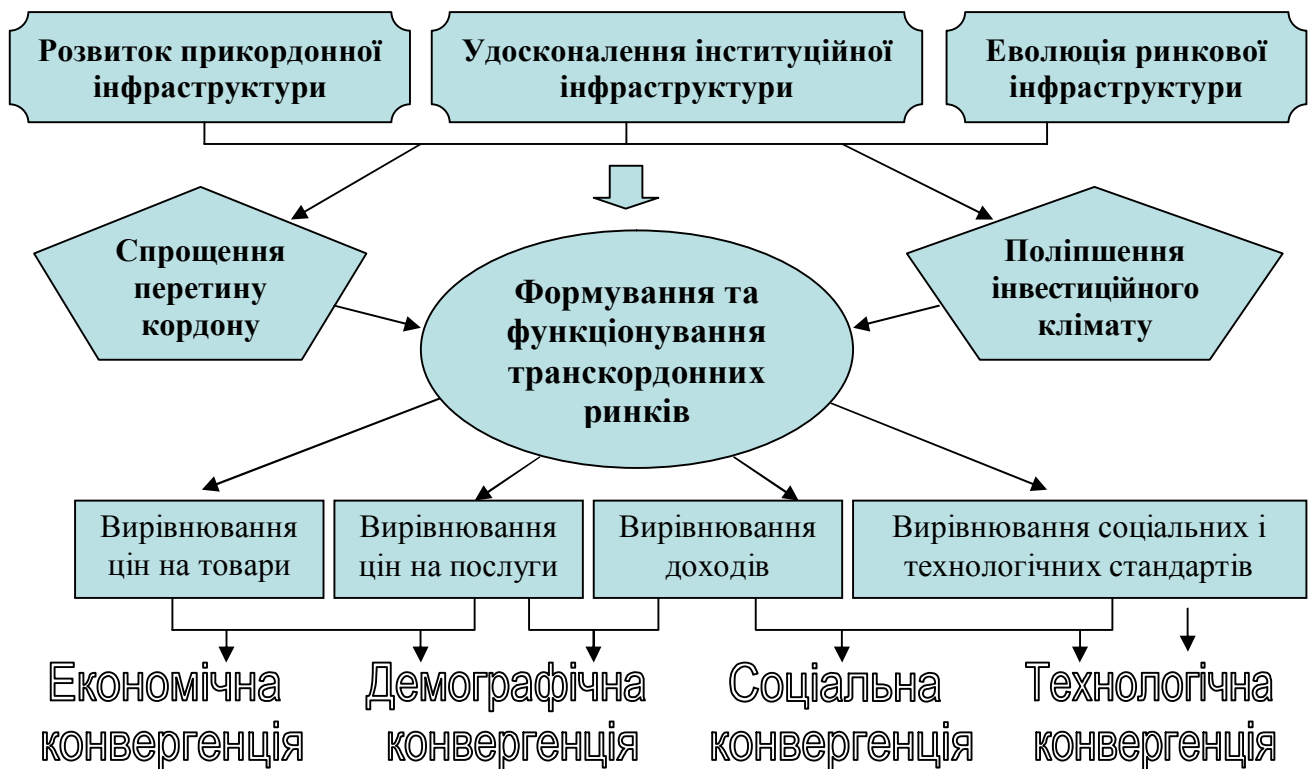 Розвиток прикордонної
інфраструктури
Удосконалення інституційної
інфраструктури
Еволюція ринкової
інфраструктури
Спрощення
перетину
кордону
Поліпшення
інвестиційного
клімату
Формування та
функціонування
транскордонних
ринків
Вирівнювання
цін на товари
Вирівнювання
цін на послуги
Вирівнювання
доходів
Вирівнювання соціальних і
технологічних стандартів
Економічна
конвергенція
Демографічна
конвергенція
Соціальна
конвергенція
Технологічна
конвергенція